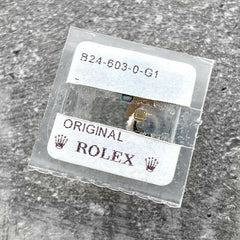 B24-603-0-G1
ORIGINAL
ROLEX